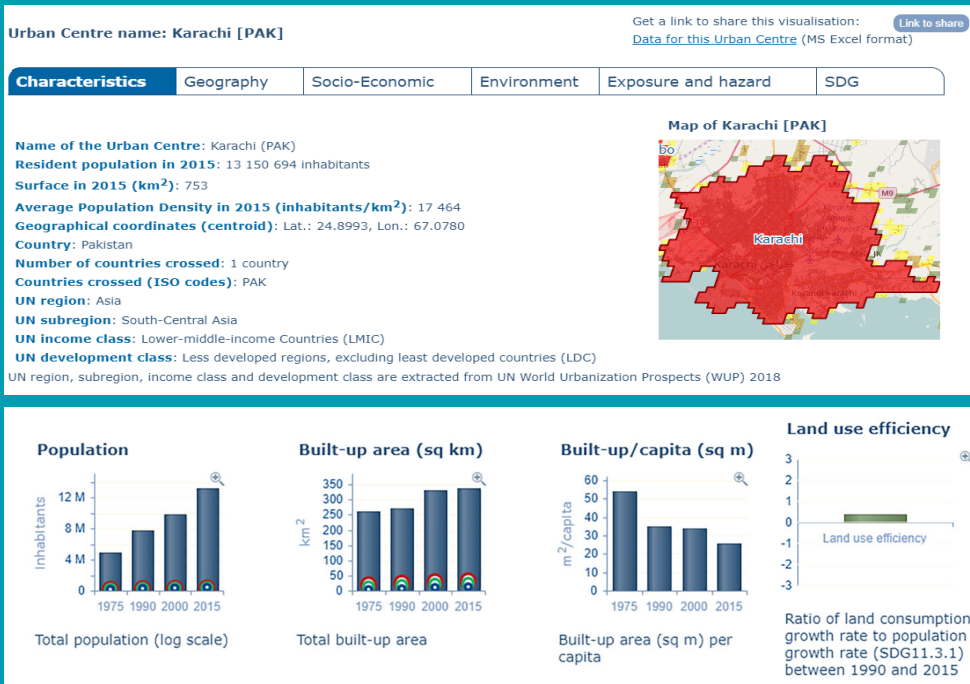 Urban Centre name: Karachi [PAK]
Get a link to share this visualisation:
Link to share
Data for this Urban Centre (MS Excel format)
Characteristics
Geography
Socio-Economic
Environment
Exposure and hazard
SDG
Name of the Urban Centre: Karachi (PAK)
Resident population in 2015: 13 150 694 inhabitants
Surface in 2015 (km²): 753
Average Population Density in 2015 (inhabitants/km²): 17 464
Geographical coordinates (centroid): Lat.: 24.8993, Lon.: 67.0780
Country: Pakistan
Number of countries crossed: 1 country
Countries crossed (ISO codes): PAK
UN region: Asia
UN subregion: South-Central Asia
UN income class: Lower-middle-income Countries (LMIC)
UN development class: Less developed regions, excluding least developed countries (LDC)
UN region, subregion, income class and development class are extracted from UN World Urbanization Prospects (WUP) 2018
Map of Karachi [PAK]
bo
M9
Karachi
Population
Inhabitants
12 M
8 M
4 M
0
1975 1990 2000 2015
Total population (log scale)
Built-up area (sq km)
km²
350
300
250
200
150
100
50
0
1975 1990 2000 2015
Total built-up area
Built-up/capita (sq m)
m²/capita
60
50
40
30
20
10
0
1975 1990 2000 2015
Built-up area (sq m) per
capita
Land use efficiency
3
2
1
0
-1
-2
-3
Land use efficiency
Ratio of land consumption
growth rate to population
growth rate (SDG11.3.1)
between 1990 and 2015